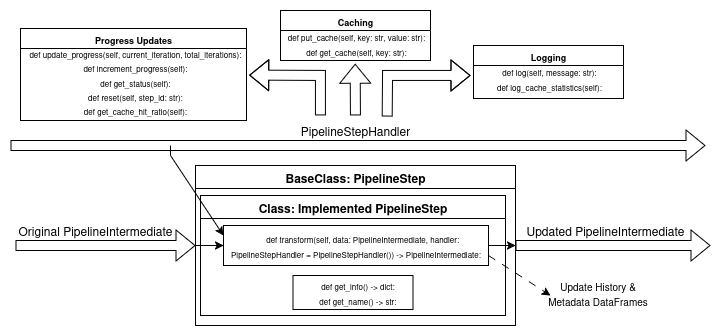 Caching
def put_cache(self, key: str, value: str):
def get_cache(self, key: str):
Progress Updates
def update_progress(self, current_iteration, total_iterations):
def increment_progress(self):
def get_status(self):
def reset(self, step_id: str):
def get_cache_hit_ratio(self):
Logging
def log(self, message: str):
def log_cache_statistics(self):
PipelineStepHandler
BaseClass: PipelineStep
Class: Implemented PipelineStep
Original PipelineIntermediate
def transform(self, data: PipelineIntermediate, handler:
PipelineStepHandler = PipelineStepHandler()) -> PipelineIntermediate:
Updated PipelineIntermediate
def get_info() -> dict:
def get_name() -> str:
Update History &
Metadata DataFrames